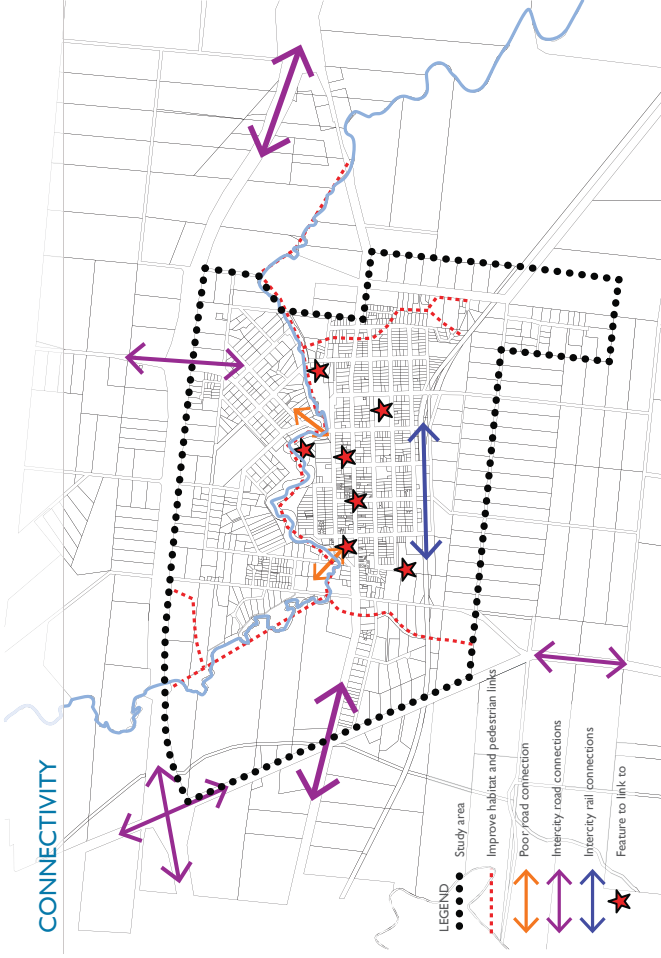 CONNECTIVITY
LEGEND
Study area
Improve habitat and pedestrian links
Poor road connection
Intercity road connections
Intercity rail connections
Feature to link to